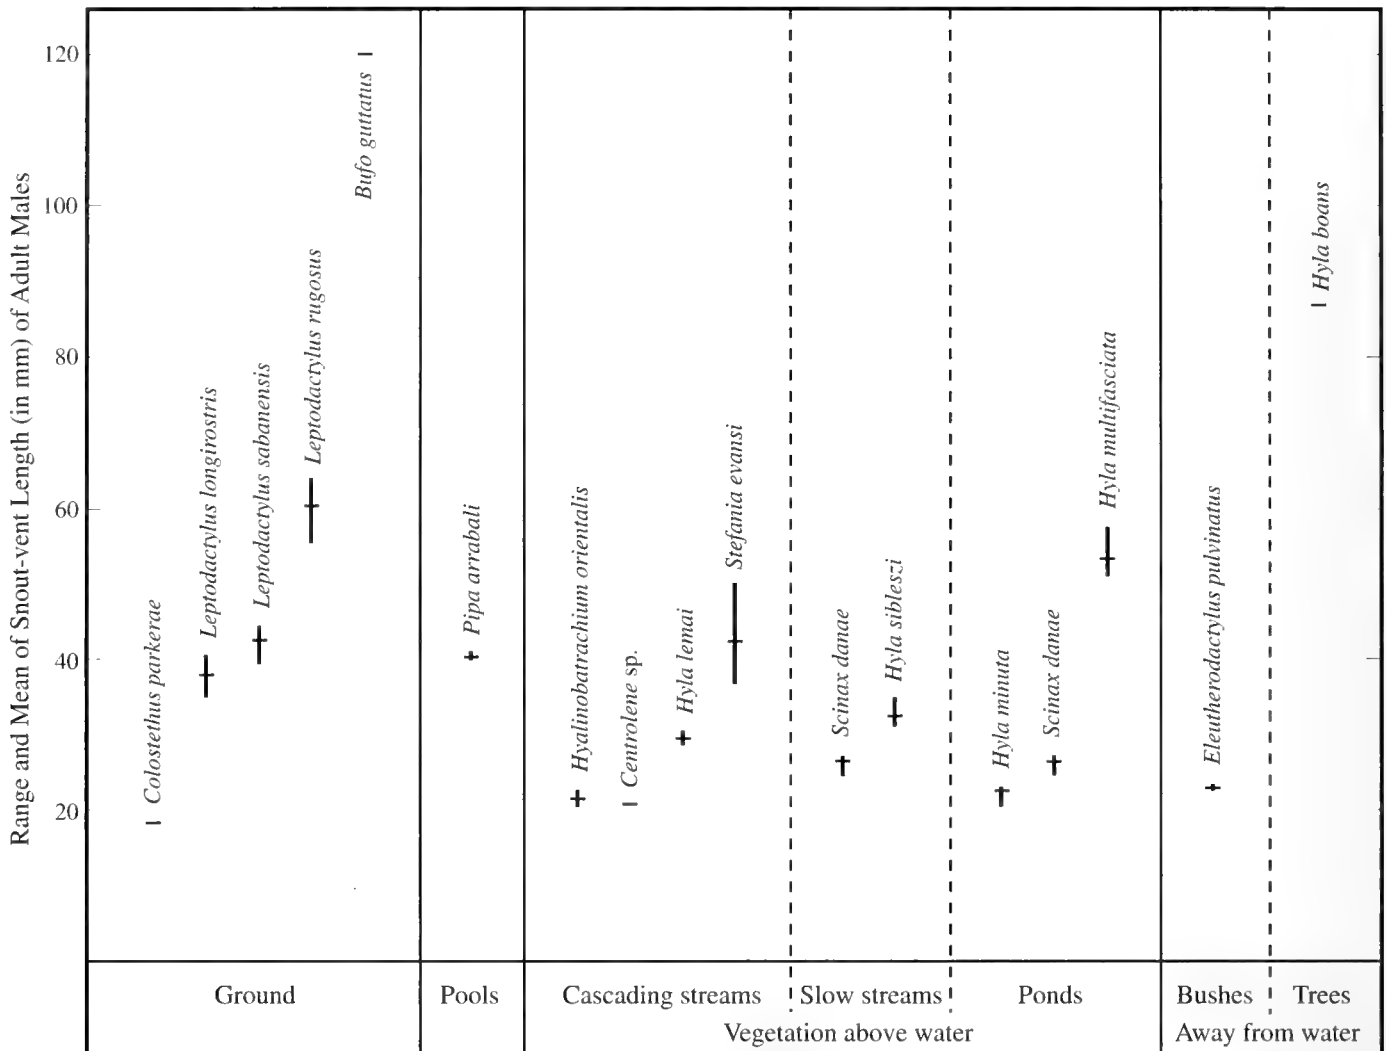 Range and Mean of Snout-vent Length (in mm) of Adult Males
120
100
80
60
40
20
Colostethus parkerae
Leptodactylus longirostris
Leptodactylus sabanensis
Leptodactylus rugosus
Bufo guttatus
Pipa arrabali
Hyalinobatrachium orientalis
Centrolene sp.
Hyla lemai
Stefania evansi
Scinax danae
Hyla sibleszi
Hyla minuta
Scinax danae
Hyla multifasciata
Eleutherodactylus pulvinatus
Hyla boans
Ground
Pools
Cascading streams
Slow streams
Ponds
Bushes
Trees
Vegetation above water
Away from water